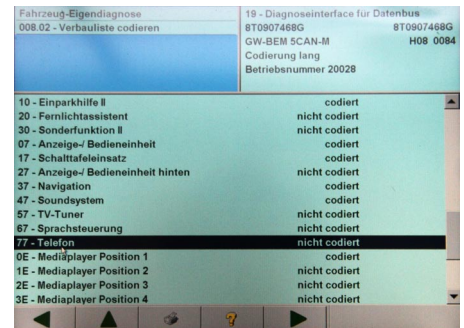 Fahrzeug-Eigendiagnose
008.02 - Verbauliste codieren
19 - Diagnoseinterface für Datenbus
8T0907468G 8T0907468G
GW-BEM 5CAN-M H08 0084
Codierung lang
Betriebsnummer 20028
10 - Einparkhilfe II codiert
20 - Fernlichtassistent nicht codiert
30 - Sonderfunktion II nicht codiert
07 - Anzeige-/ Bedieneinheit codiert
17 - Schalttafeleinsatz codiert
27 - Anzeige-/ Bedieneinheit hinten nicht codiert
37 - Navigation codiert
47 - Soundsystem codiert
57 - TV-Tuner nicht codiert
67 - Sprachsteuerung nicht codiert
77 - Telefon nicht codiert
0E - Mediaplayer Position 1 codiert
1E - Mediaplayer Position 2 nicht codiert
2E - Mediaplayer Position 3 nicht codiert
3E - Mediaplayer Position 4 nicht codiert
?